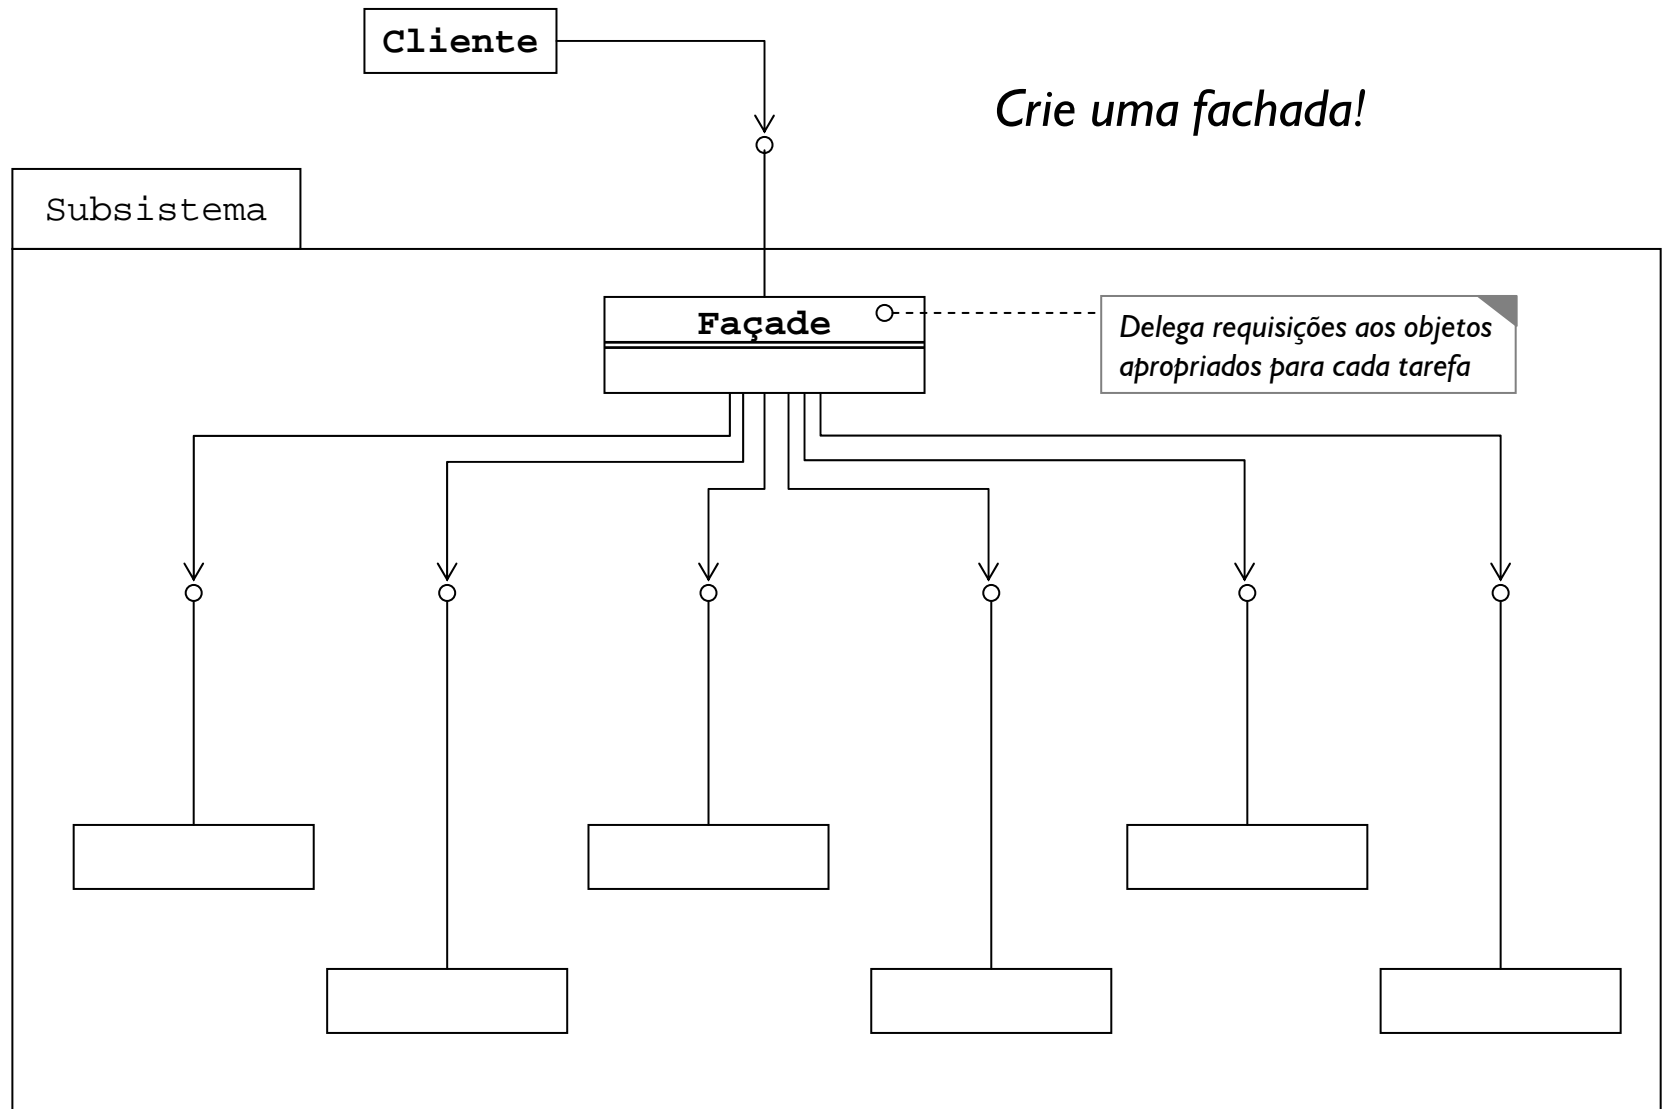 Cliente
Crie uma fachada!
Subsistema
Façade
Delega requisições aos objetos
apropriados para cada tarefa